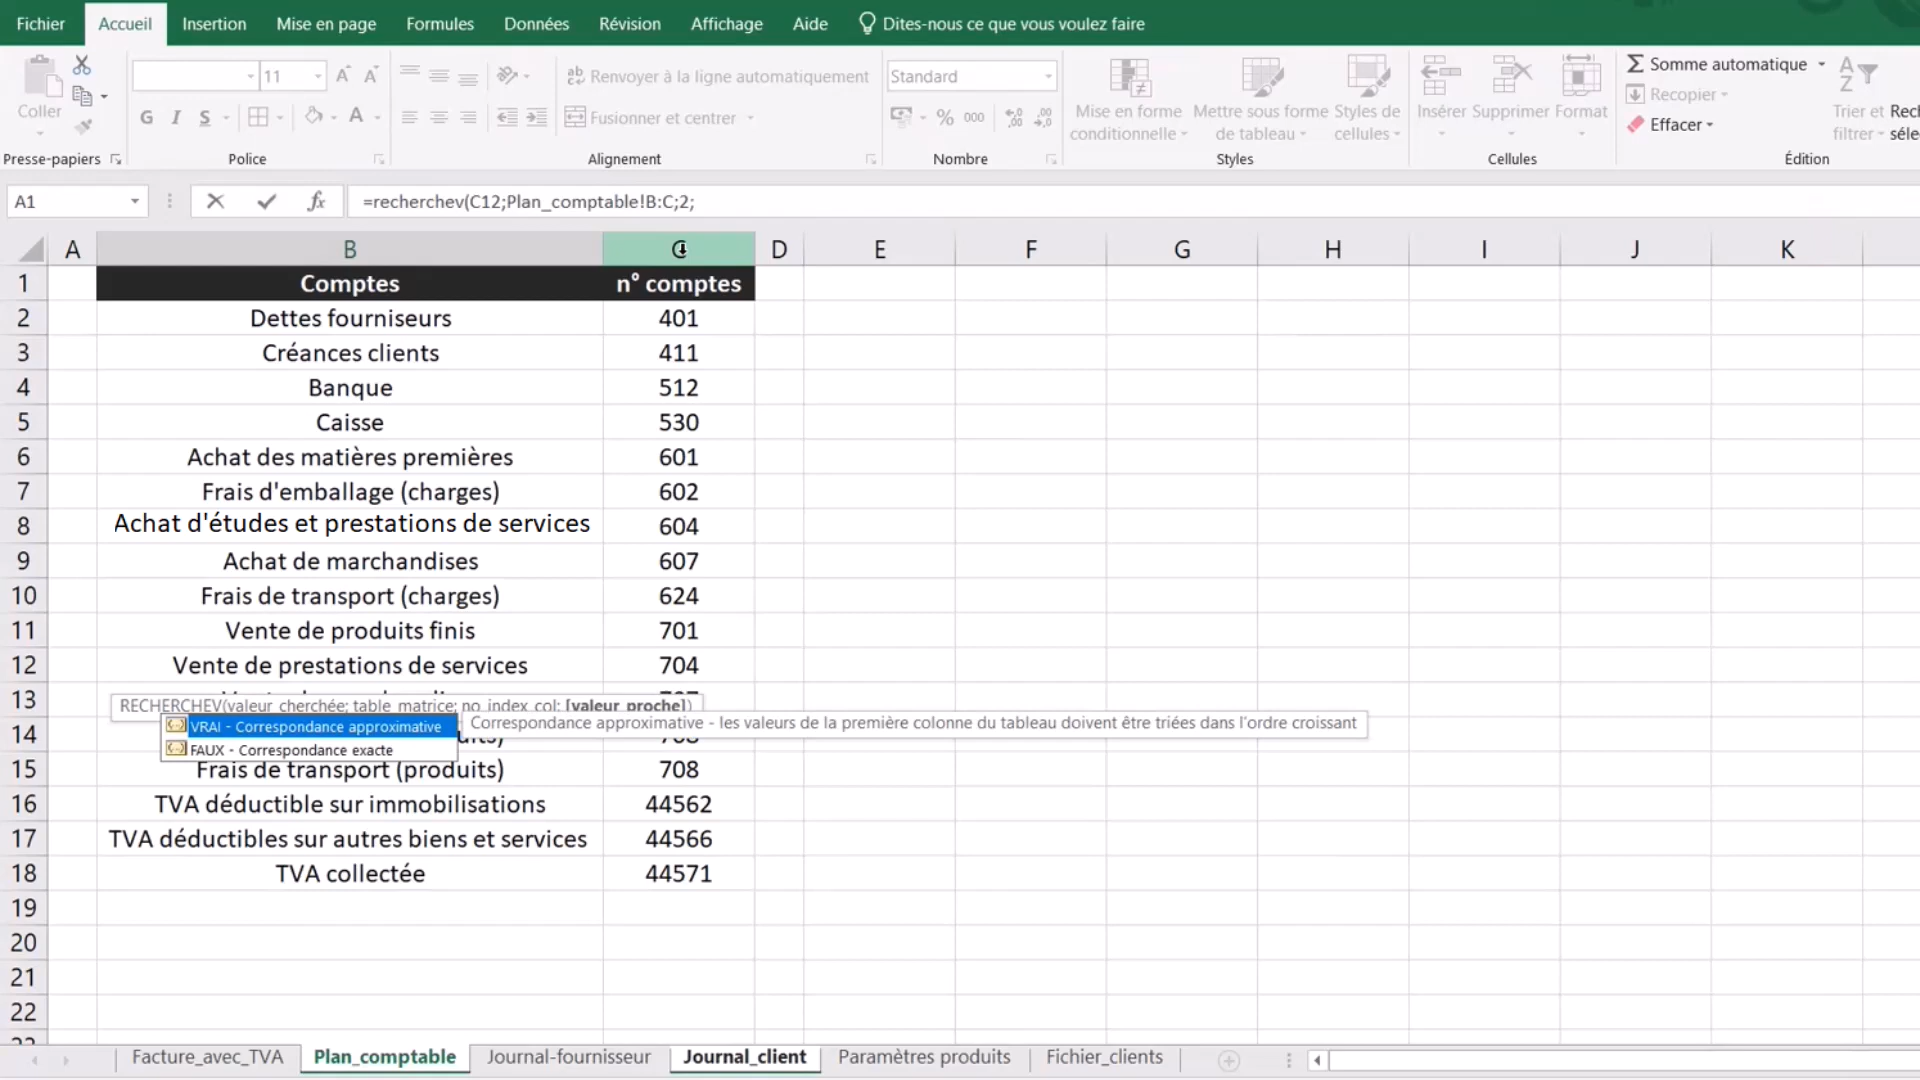 Fichier Accueil Insertion Mise en page Formules Données Révision Affichage Aide Dites-nous ce que vous voulez faire
11 Renvoyer à la ligne automatiquement Standard Somme automatique
Coller G I S Fusionner et centrer % 000 Mise en forme conditionnelle Mettre sous forme de tableau Styles de cellules Insérer Supprimer Format Recopier Effacer Trier et filtrer Rech séle
Presse-papiers Police Alignement Nombre Styles Cellules Édition
A1 fx =recherchev(C12;Plan_comptable!B:C;2;
A B C D E F G H I J K
1 Comptes n° comptes
2 Dettes fourniseurs 401
3 Créances clients 411
4 Banque 512
5 Caisse 530
6 Achat des matières premières 601
7 Frais d'emballage (charges) 602
8 Achat d'études et prestations de services 604
9 Achat de marchandises 607
10 Frais de transport (charges) 624
11 Vente de produits finis 701
12 Vente de prestations de services 704
13
RECHERCHEV(valeur_cherchée; table_matrice; no_index_col; [valeur_proche])
VRAI - Correspondance approximative Correspondance approximative - les valeurs de la première colonne du tableau doivent être triées dans l'ordre croissant
14
FAUX - Correspondance exacte
15 Frais de transport (produits) 708
16 TVA déductible sur immobilisations 44562
17 TVA déductibles sur autres biens et services 44566
18 TVA collectée 44571
19
20
21
22
Facture_avec_TVA Plan_comptable Journal-fournisseur Journal_client Paramètres produits Fichier_clients